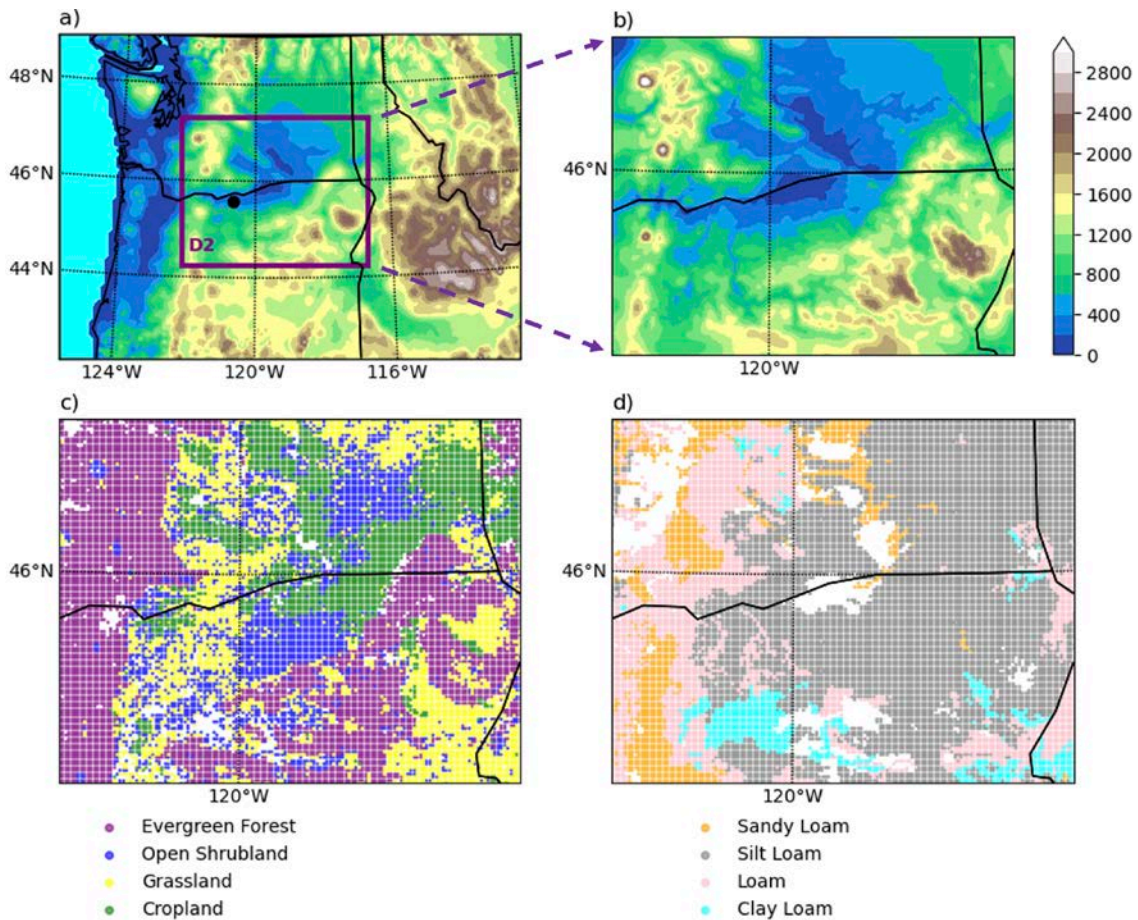 a)
b)
48°N
46°N
44°N
D2
124°W
120°W
116°W
46°N
120°W
2800
2400
2000
1600
1200
800
400
0
c)
d)
46°N
120°W
46°N
120°W
Evergreen Forest
Open Shrubland
Grassland
Cropland
Sandy Loam
Silt Loam
Loam
Clay Loam